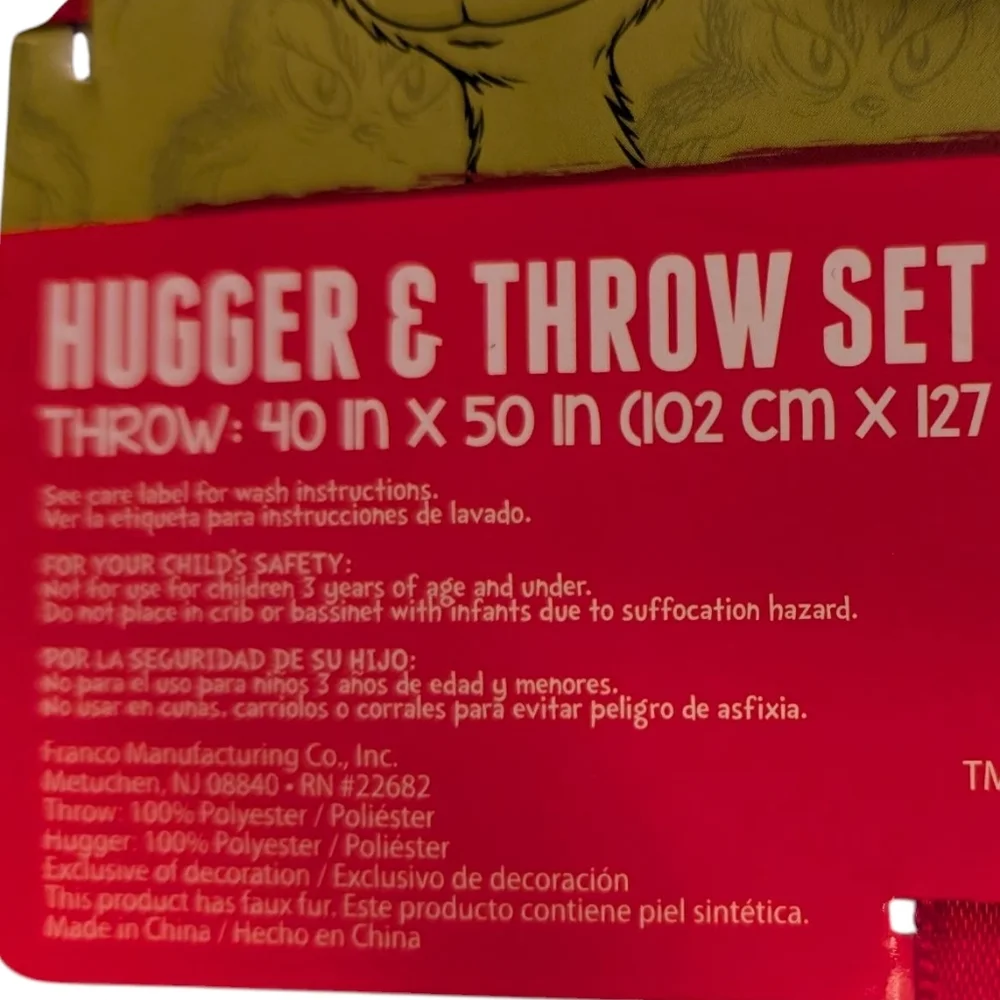 HUGGER & THROW SET
THROW: 40 IN X 50 IN (102 CM X 127
See care label for wash instructions.
Ver la etiqueta para instrucciones de lavado.
FOR YOUR CHILD'S SAFETY:
Not for use for children 3 years of age and under.
Do not place in crib or bassinet with infants due to suffocation hazard.
POR LA SEGURIDAD DE SU HIJO:
No para el uso para niños 3 años de edad y menores.
No usar en cunas, carriolos o corrales para evitar peligro de asfixia.
Franco Manufacturing Co., Inc.
Metuchen, NJ 08840 • RN #22682
Throw: 100% Polyester / Poliéster
Hugger: 100% Polyester / Poliéster
Exclusive of decoration / Exclusivo de decoración
This product has faux fur. Este producto contiene piel sintética.
Made in China / Hecho en China
TM